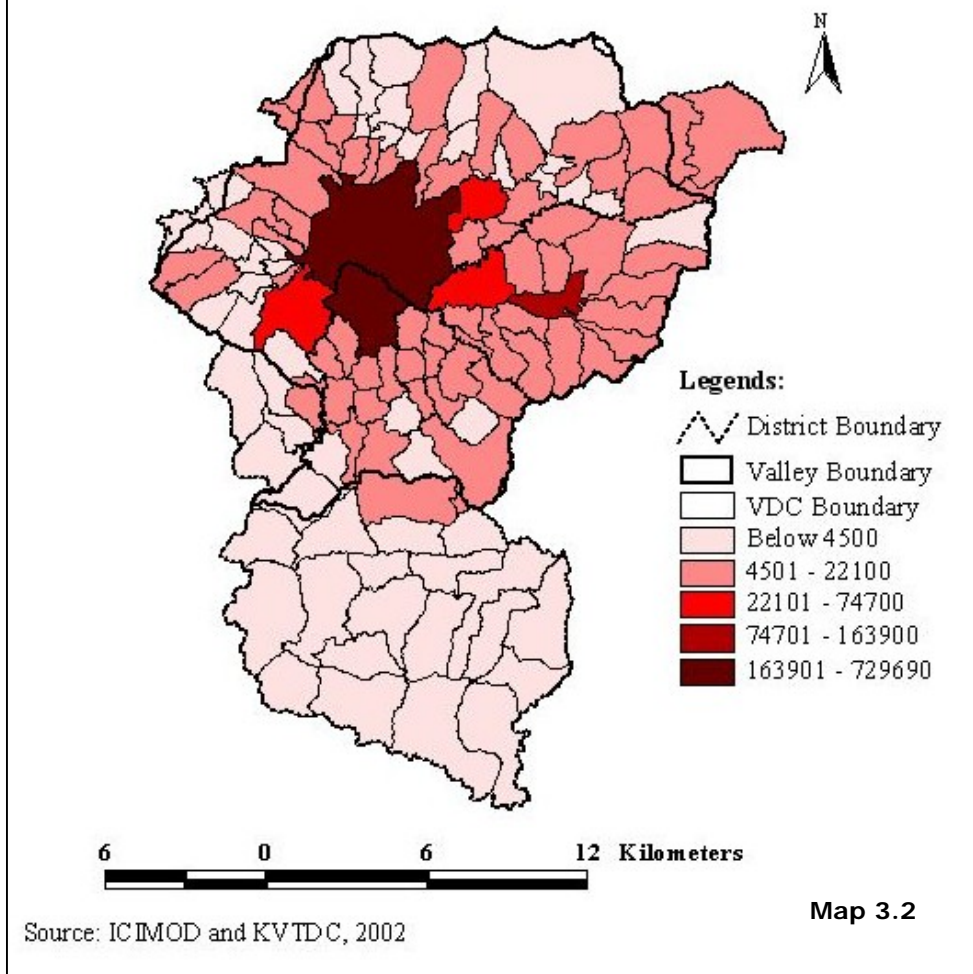 N
Legends:
District Boundary
Valley Boundary
VDC Boundary
Below 4500
4501 - 22100
22101 - 74700
74701 - 163900
163901 - 729690
6 0 6 12 Kilometers
Map 3.2
Source: ICIMOD and KVTDC, 2002